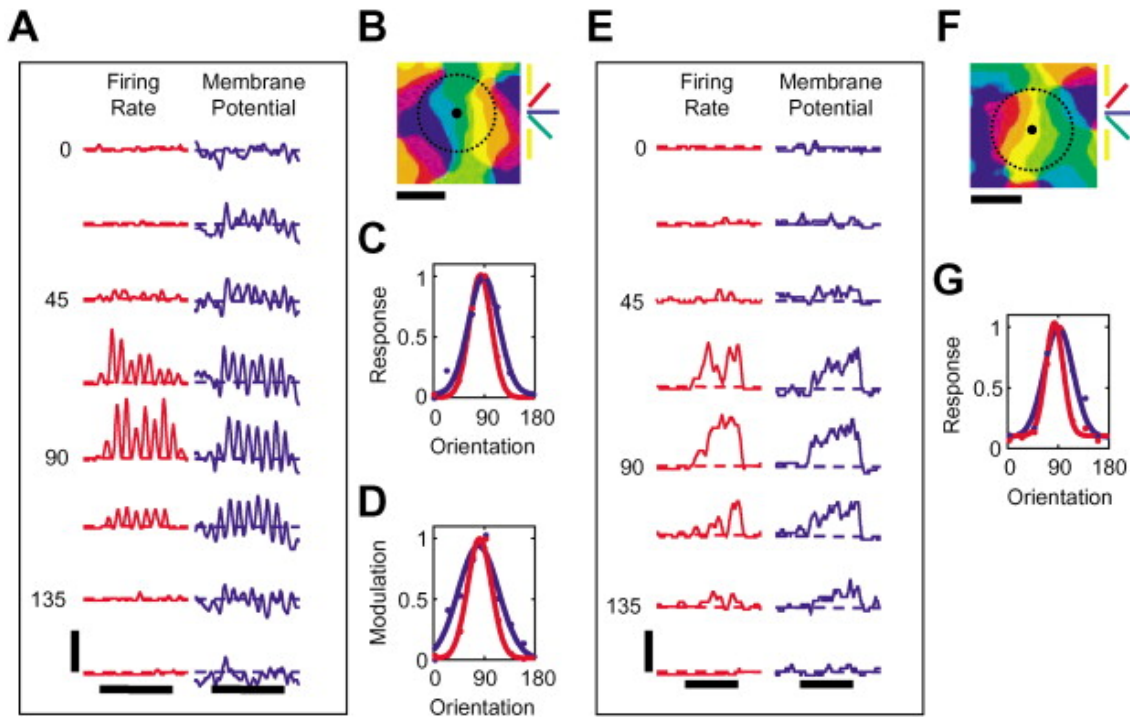 A
Firing Rate
Membrane Potential
0
45
90
135
B
C
Response
1
0.5
0
0 90 180
Orientation
D
Modulation
1
0.5
0
0 90 180
Orientation
E
Firing Rate
Membrane Potential
0
45
90
135
F
G
Response
1
0.5
0
0 90 180
Orientation